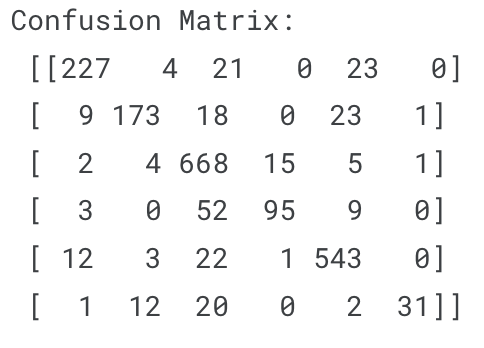 Confusion Matrix:
[[227 4 21 0 23 0]
[ 9 173 18 0 23 1]
[ 2 4 668 15 5 1]
[ 3 0 52 95 9 0]
[ 12 3 22 1 543 0]
[ 1 12 20 0 2 31]]